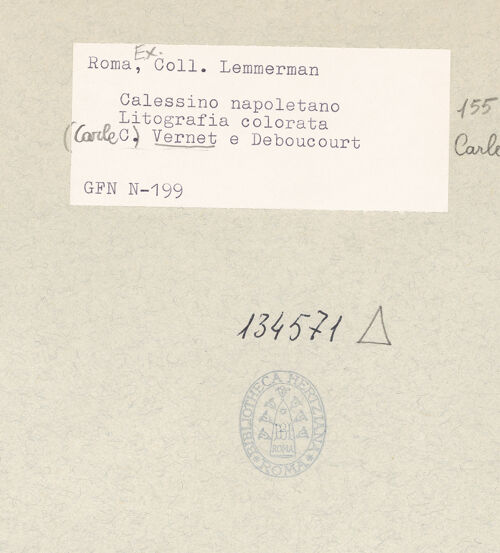 Roma, Ex. Coll. Lemmerman
Calessino napoletano
Litografia colorata
(Carle C.) Vernet e Deboucourt
GFN N-199
155
Carle
134571
BIBLIOTHECA HERTZIANA
ROMA
ROMA